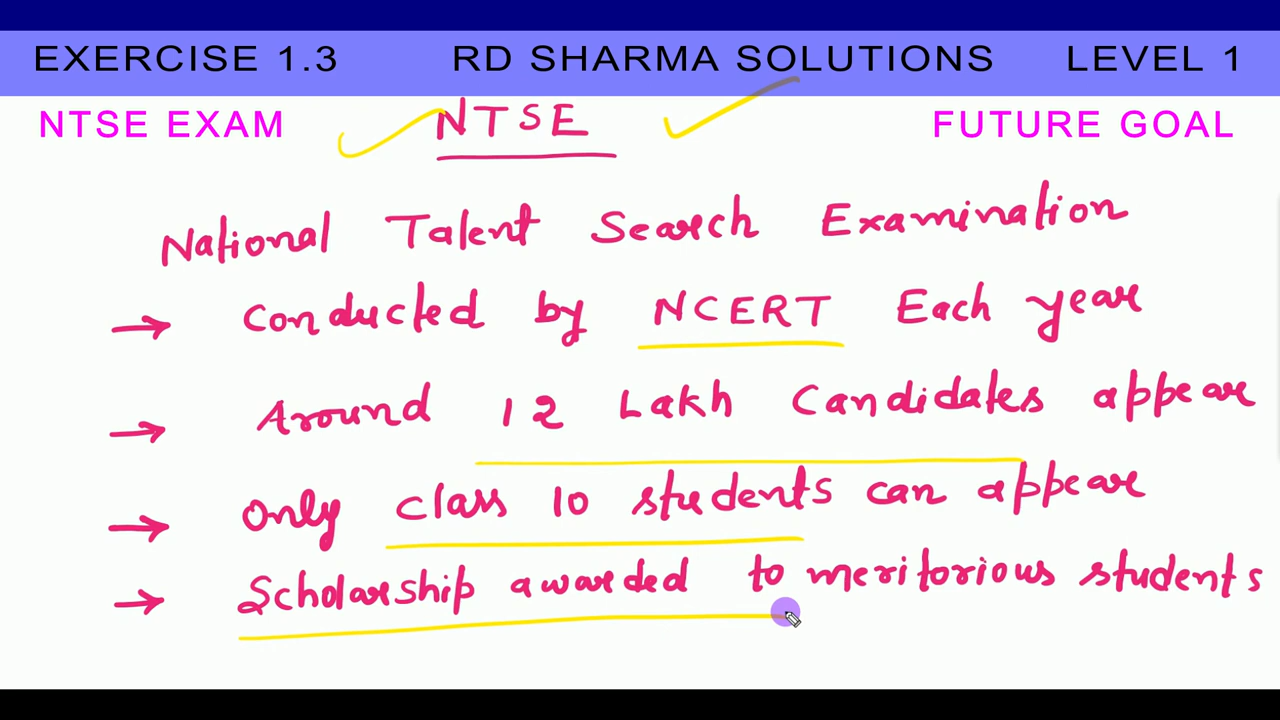 EXERCISE 1.3 RD SHARMA SOLUTIONS LEVEL 1
NTSE EXAM NTSE FUTURE GOAL
National Talent Search Examination
→ Conducted by NCERT Each year
→ Around 12 Lakh Candidates appear
→ Only class 10 students can appear
→ Scholarship awarded to meritorious students